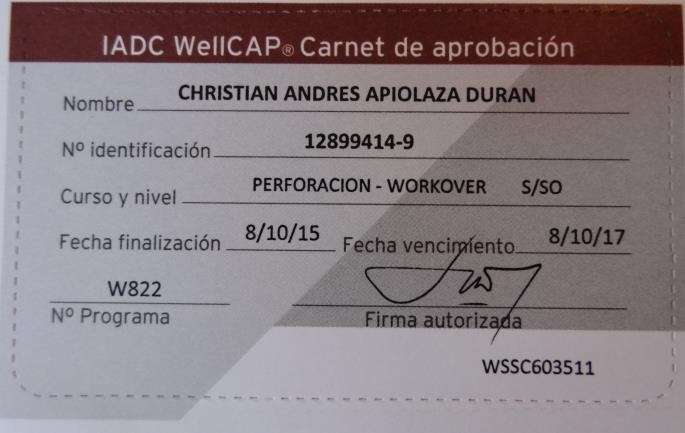 IADC WellCAP® Carnet de aprobación
Nombre CHRISTIAN ANDRES APIOLAZA DURAN
Nº identificación 12899414-9
Curso y nivel PERFORACION - WORKOVER S/SO
Fecha finalización 8/10/15 Fecha vencimiento 8/10/17
W822
Nº Programa Firma autorizada
WSSC603511